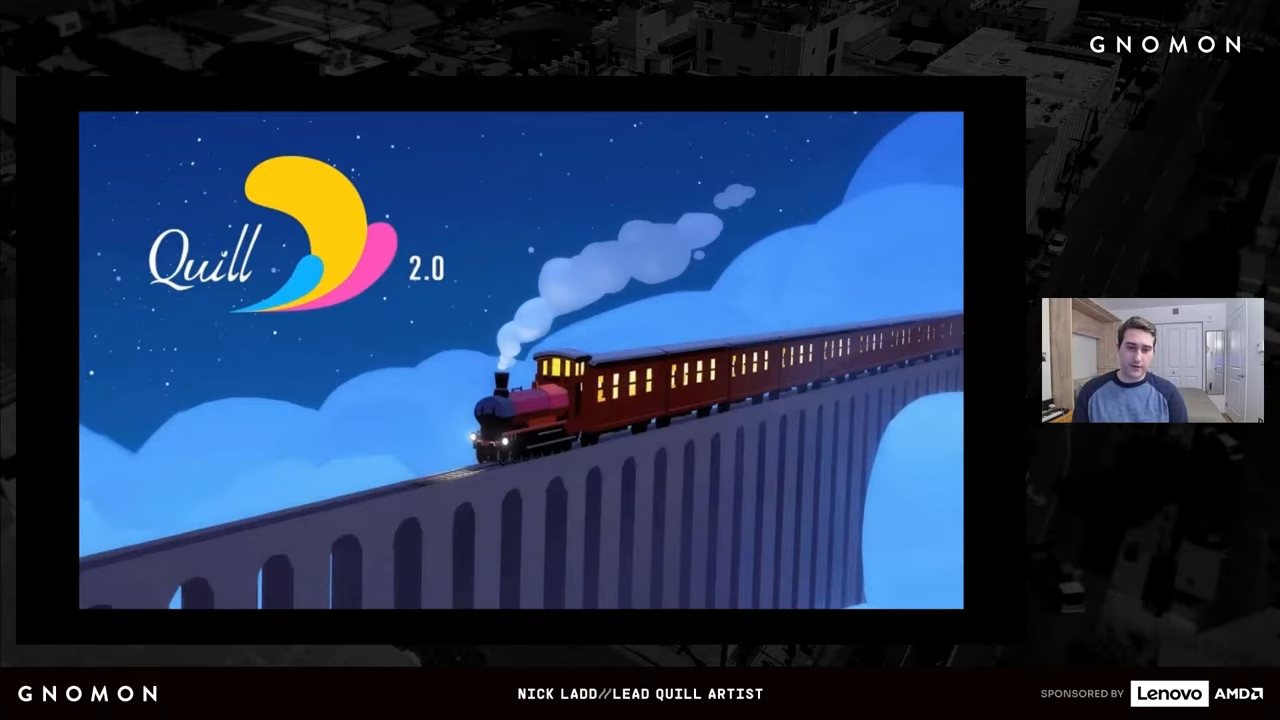 GNOMON
Quill
2.0
GNOMON
NICK LADD//LEAD QUILL ARTIST
SPONSORED BY
Lenovo
AMD